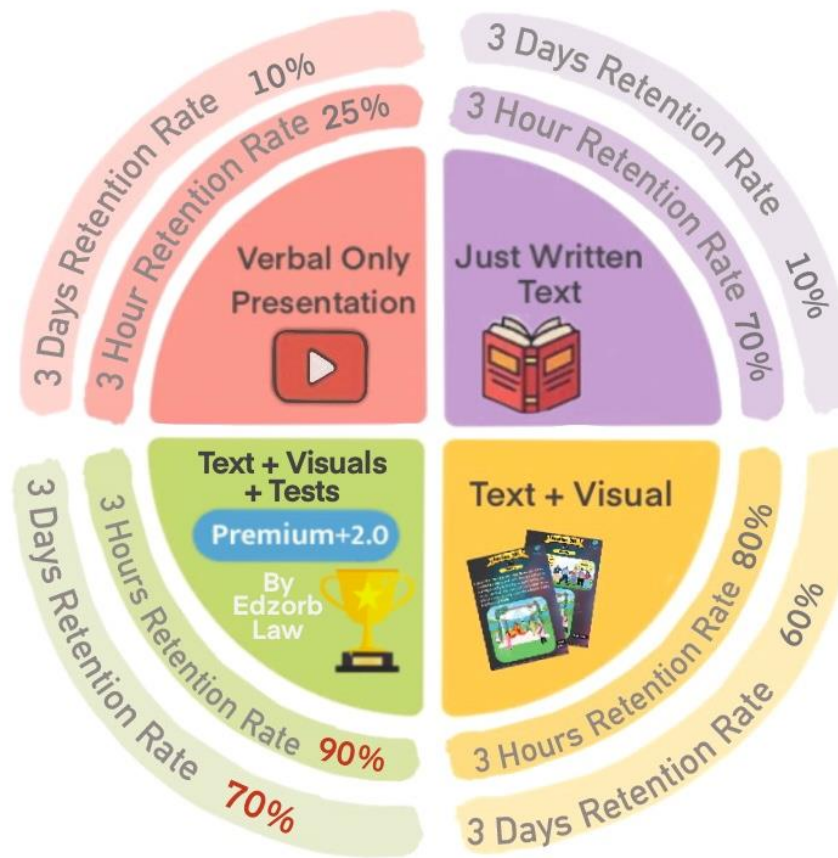 3 Days Retention Rate 10%
3 Hour Retention Rate 25%
Verbal Only
Presentation
3 Days Retention Rate 10%
3 Hour Retention Rate 70%
Just Written
Text
Text + Visuals
+ Tests
Premium+2.0
By
Edzorb
Law
3 Hours Retention Rate 90%
3 Days Retention Rate 70%
Text + Visual
3 Hours Retention Rate 80%
3 Days Retention Rate 60%